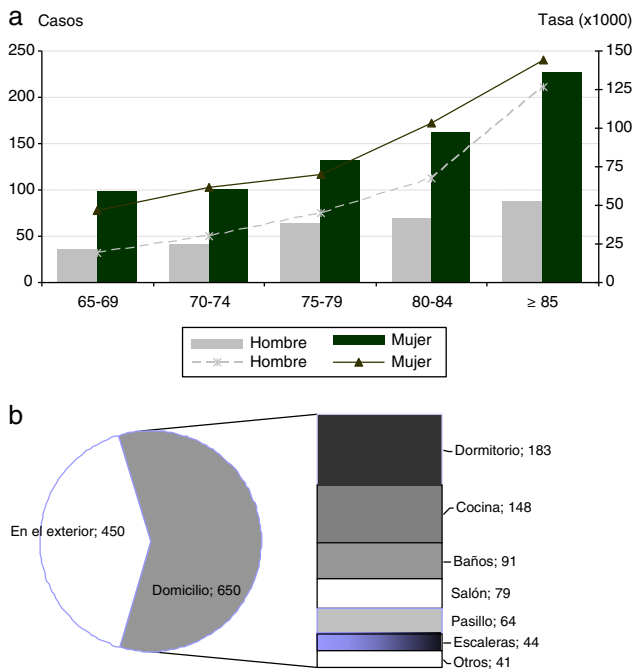 a Casos Tasa (x1000)
250 150
200 125
150 100
100 75
50 50
0 25
0
65-69 70-74 75-79 80-84 ≥ 85
Hombre Mujer
Hombre Mujer
b
Dormitorio; 183
Cocina; 148
En el exterior; 450
Baños; 91
Domicilio; 650
Salón; 79
Pasillo; 64
Escaleras; 44
Otros; 41